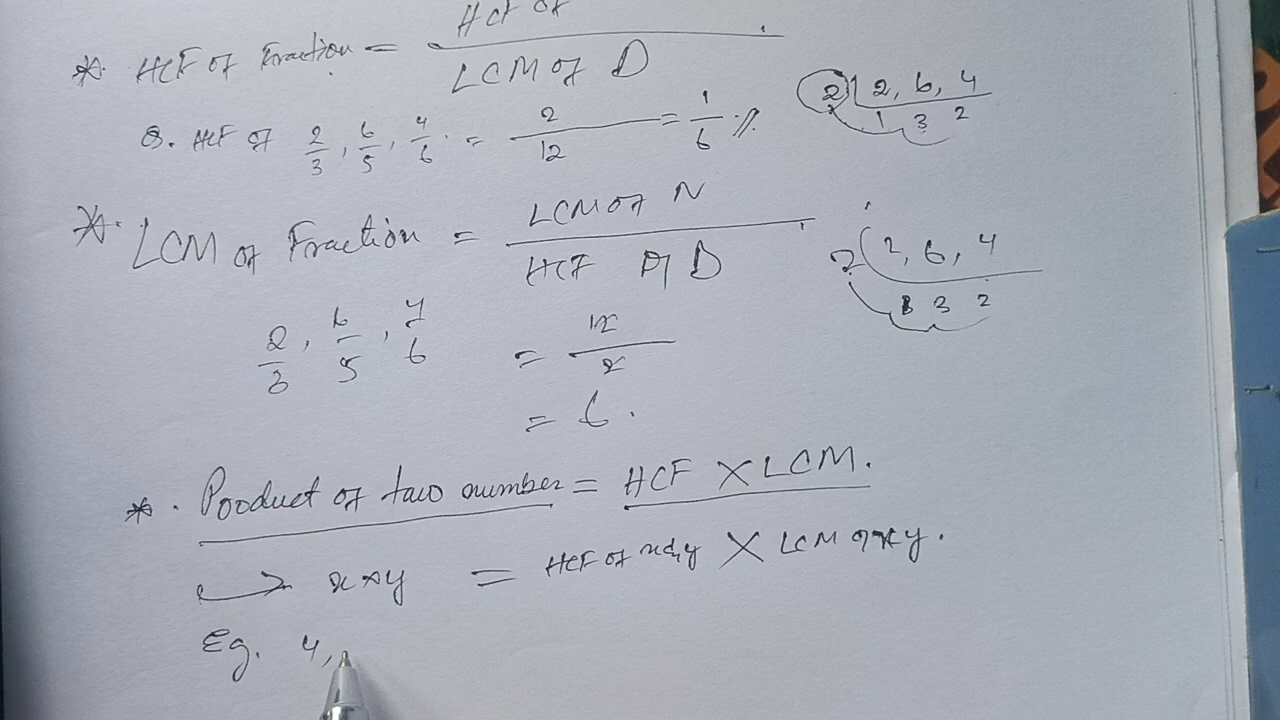 * HCF of Fraction = HCF of
LCM of D
Q. HCF of 2/3, 6/5, 4/6. = 2/12 = 1/6 //.
2 | 2, 6, 4
1 3 2
* LCM of Fraction = LCM of N / HCF of D
2 ( 2, 6, 4
3 2
2/3, 6/5, 4/6 = 12/2
= 6.
* . Product of two number = HCF X LCM.
x × y = HCF of x & y X LCM of x y.
Eg. 4,